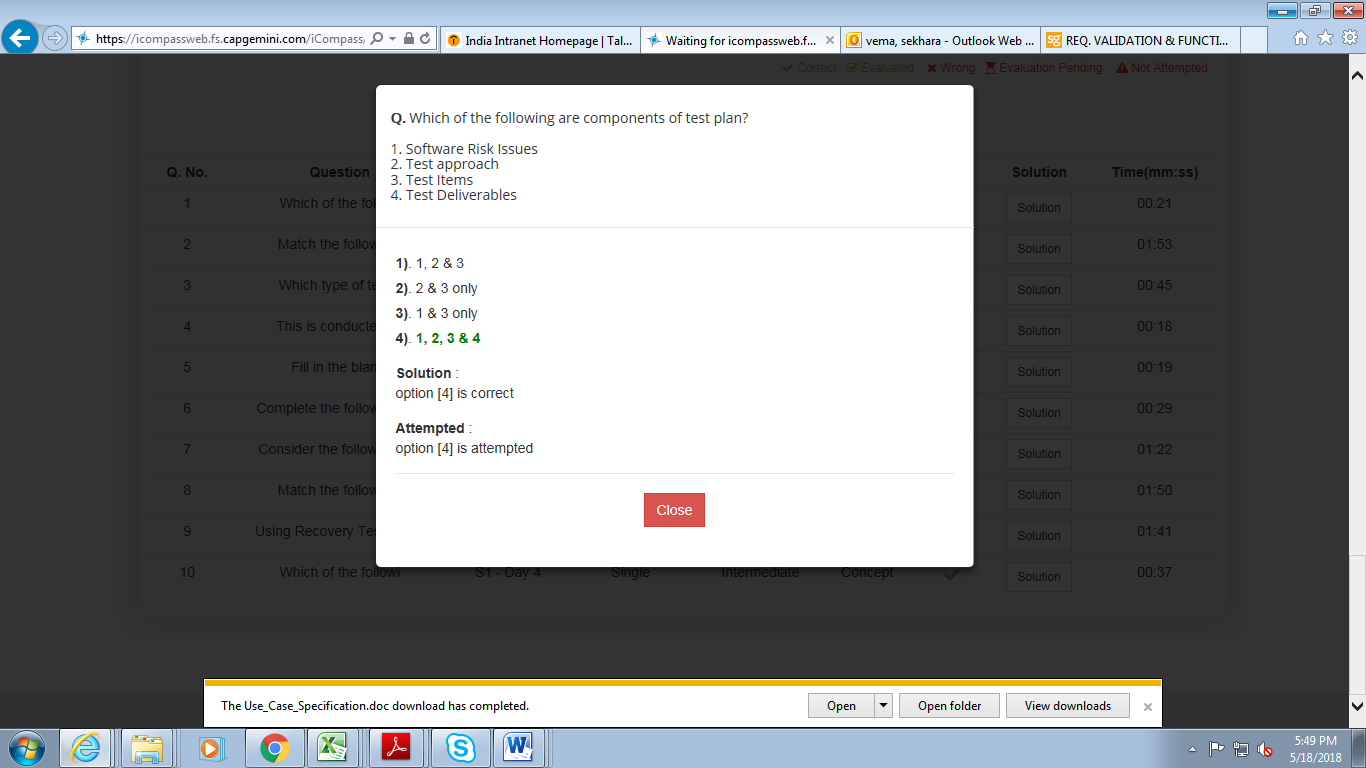 https://icompassweb.fs.capgemini.com/iCompass/
India Intranet Homepage | Tal...
Waiting for icompassweb.f...
vema, sekhara - Outlook Web ...
REQ. VALIDATION & FUNCTI...
Correct Evaluated Wrong Evaluation Pending Not Attempted
Q. Which of the following are components of test plan?
1. Software Risk Issues
2. Test approach
3. Test Items
4. Test Deliverables
1). 1, 2 & 3
2). 2 & 3 only
3). 1 & 3 only
4). 1, 2, 3 & 4
Solution :
option [4] is correct
Attempted :
option [4] is attempted
Close
Q. No. Question Solution Time(mm:ss)
1 Which of the fol Solution 00:21
2 Match the follow Solution 01:53
3 Which type of te Solution 00:45
4 This is conducte Solution 00:18
5 Fill in the blan Solution 00:19
6 Complete the follow Solution 00:29
7 Consider the follow Solution 01:22
8 Match the follow Solution 01:50
9 Using Recovery Te Solution 01:41
10 Which of the followi S1 - Day 4 Single Intermediate Concept Solution 00:37
The Use_Case_Specification.doc download has completed.
Open
Open folder
View downloads
5:49 PM
5/18/2018